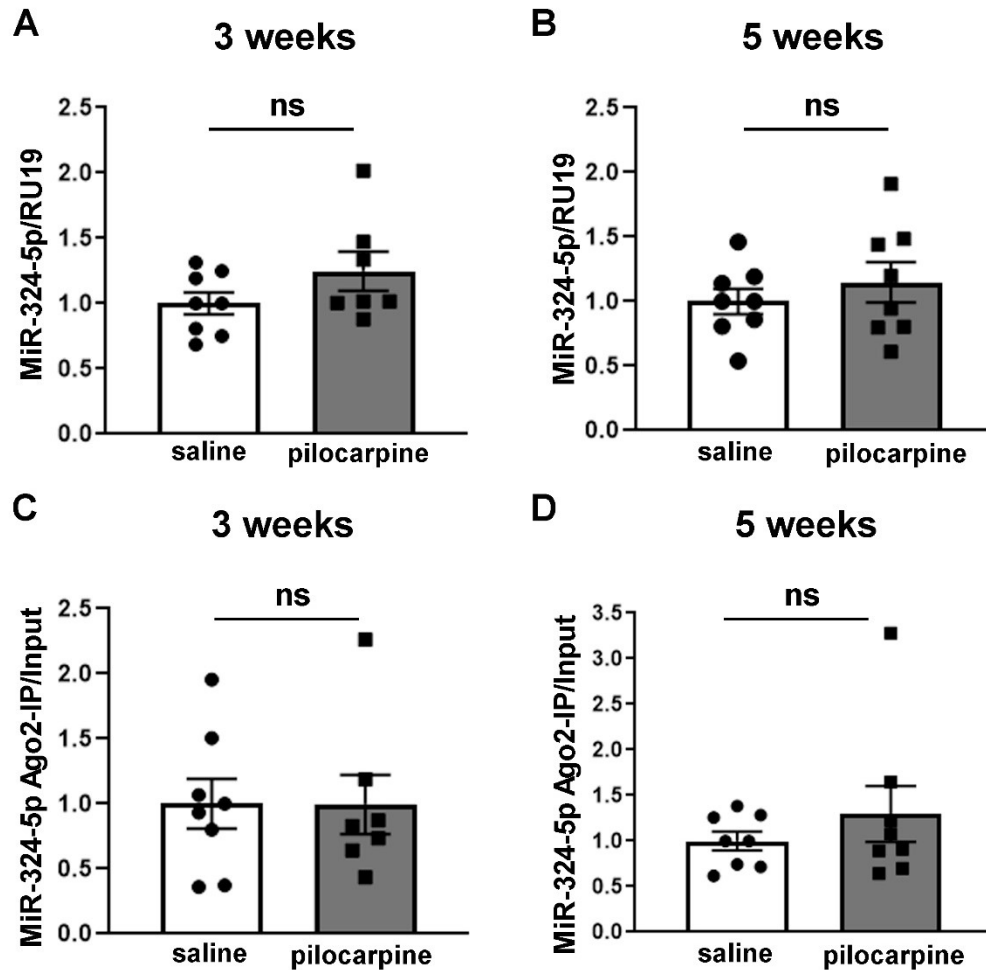 A
3 weeks
ns
MiR-324-5p/RU19
2.5
2.0
1.5
1.0
0.5
0.0
saline
pilocarpine
B
5 weeks
ns
MiR-324-5p/RU19
2.5
2.0
1.5
1.0
0.5
0.0
saline
pilocarpine
C
3 weeks
ns
MiR-324-5p Ago2-IP/Input
2.5
2.0
1.5
1.0
0.5
0.0
saline
pilocarpine
D
5 weeks
ns
MiR-324-5p Ago2-IP/Input
3.5
3.0
2.5
2.0
1.5
1.0
0.5
0.0
saline
pilocarpine